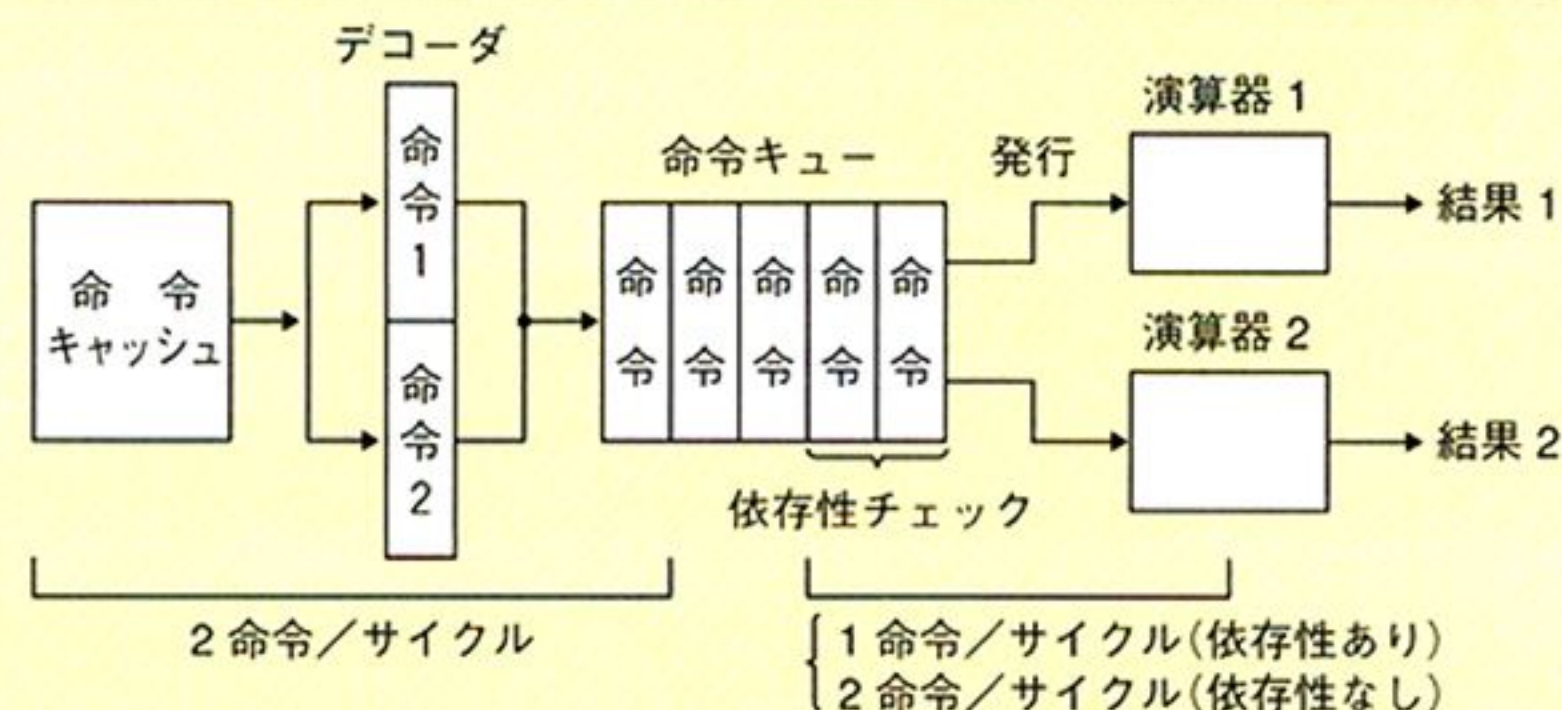 デコーダ
命令1
命令2
命 令
キャッシュ
命令キュー
命令
命令
命令
命令
命令
発行
演算器 1
結果 1
演算器 2
結果 2
依存性チェック
2 命令／サイクル
1 命令／サイクル(依存性あり)
2 命令／サイクル(依存性なし)